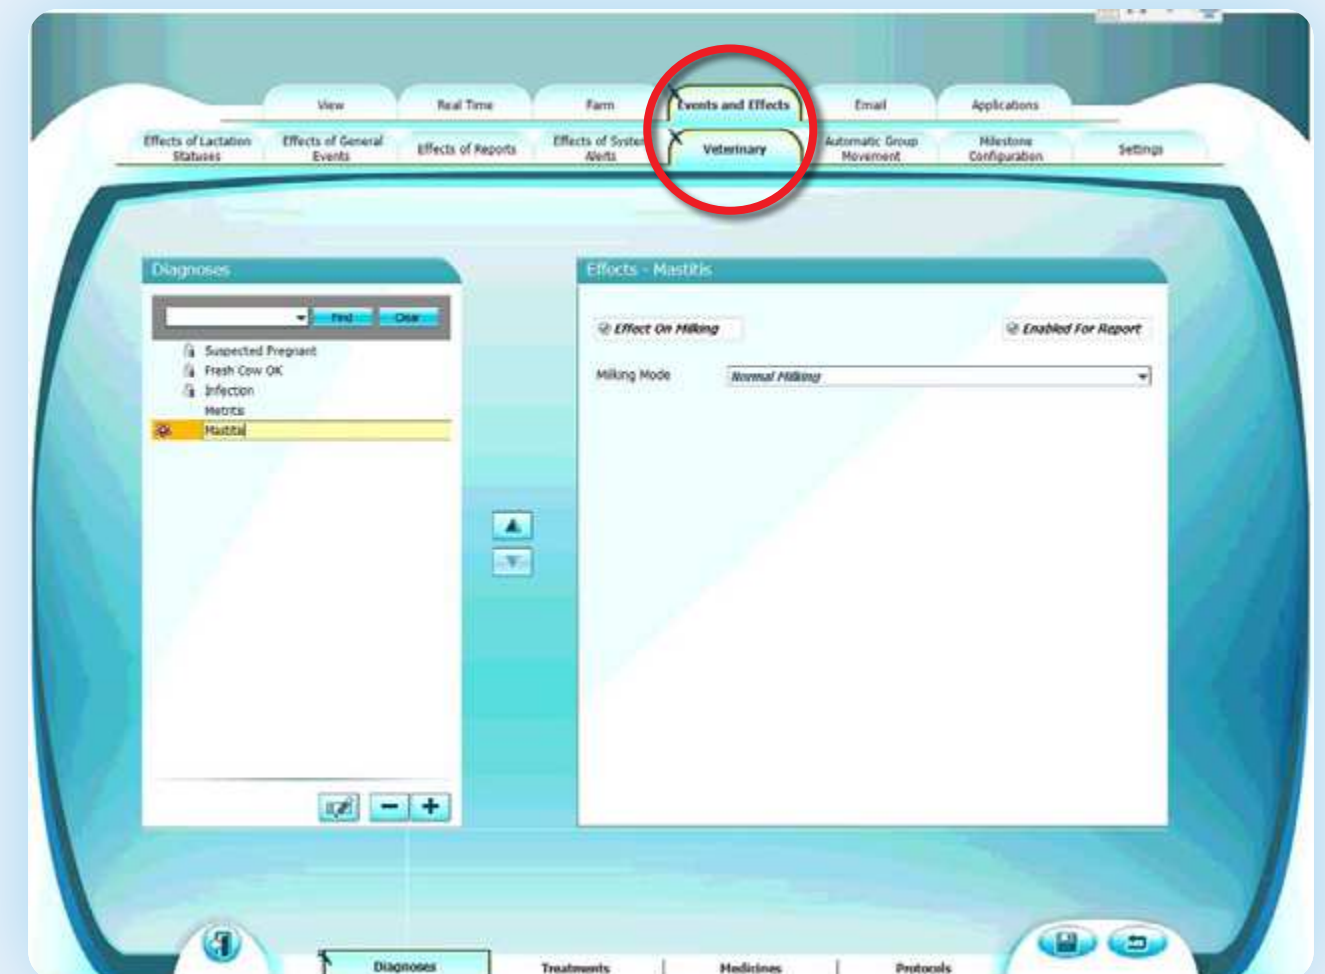 View
Real Time
Farm
Events and Effects
Email
Applications
Effects of Lactation
Statuses
Effects of General
Events
Effects of Reports
Effects of System
Alerts
Veterinary
Automatic Group
Movement
Milestone
Configuration
Settings
Diagnoses
Find
Clear
Suspected Pregnant
Fresh Cow OK
Infection
Metritis
Mastitis
Effects - Mastitis
Effect On Milking
Enabled For Report
Milking Mode
Normal Milking
Diagnoses
Treatments
Medicines
Protocols